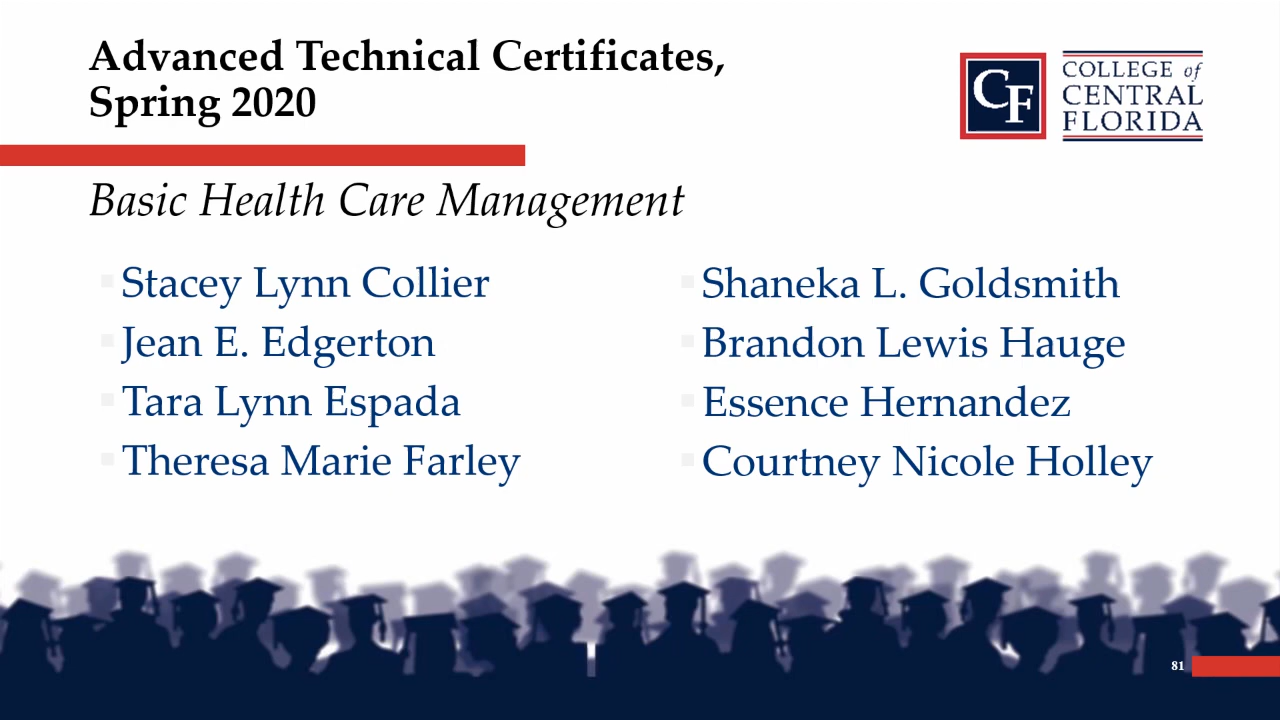 Advanced Technical Certificates,
Spring 2020
CF
COLLEGE of
CENTRAL
FLORIDA
Basic Health Care Management
Stacey Lynn Collier
Jean E. Edgerton
Tara Lynn Espada
Theresa Marie Farley
Shaneka L. Goldsmith
Brandon Lewis Hauge
Essence Hernandez
Courtney Nicole Holley
81